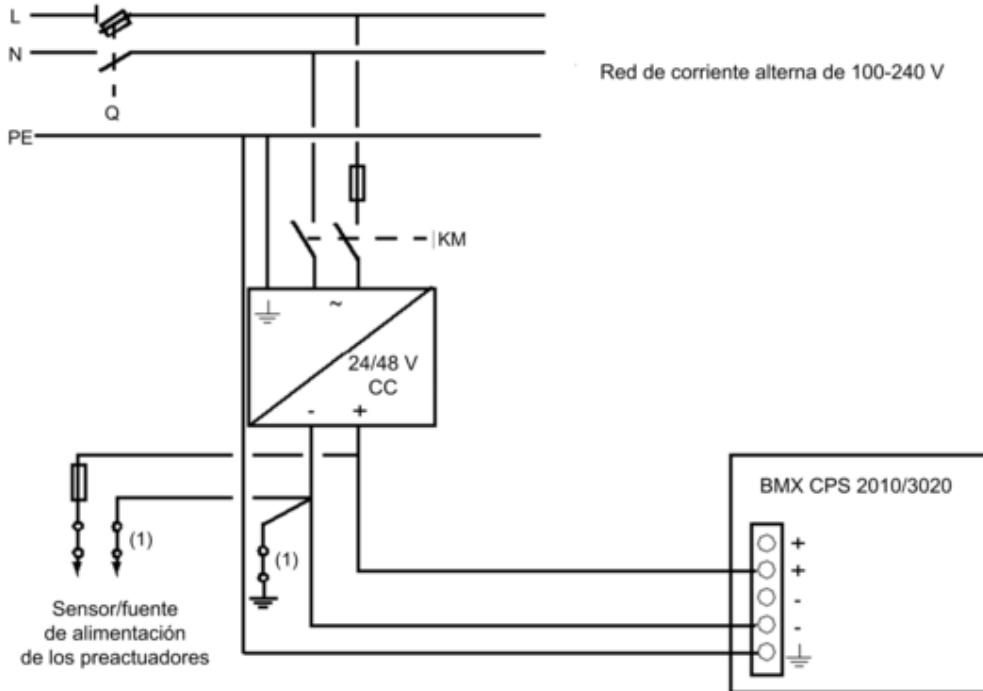 L
N
Q
PE
Red de corriente alterna de 100-240 V
KM
~
24/48 V
CC
- +
(1)
(1)
Sensor/fuente
de alimentación
de los preactuadores
BMX CPS 2010/3020
+
+
-
-